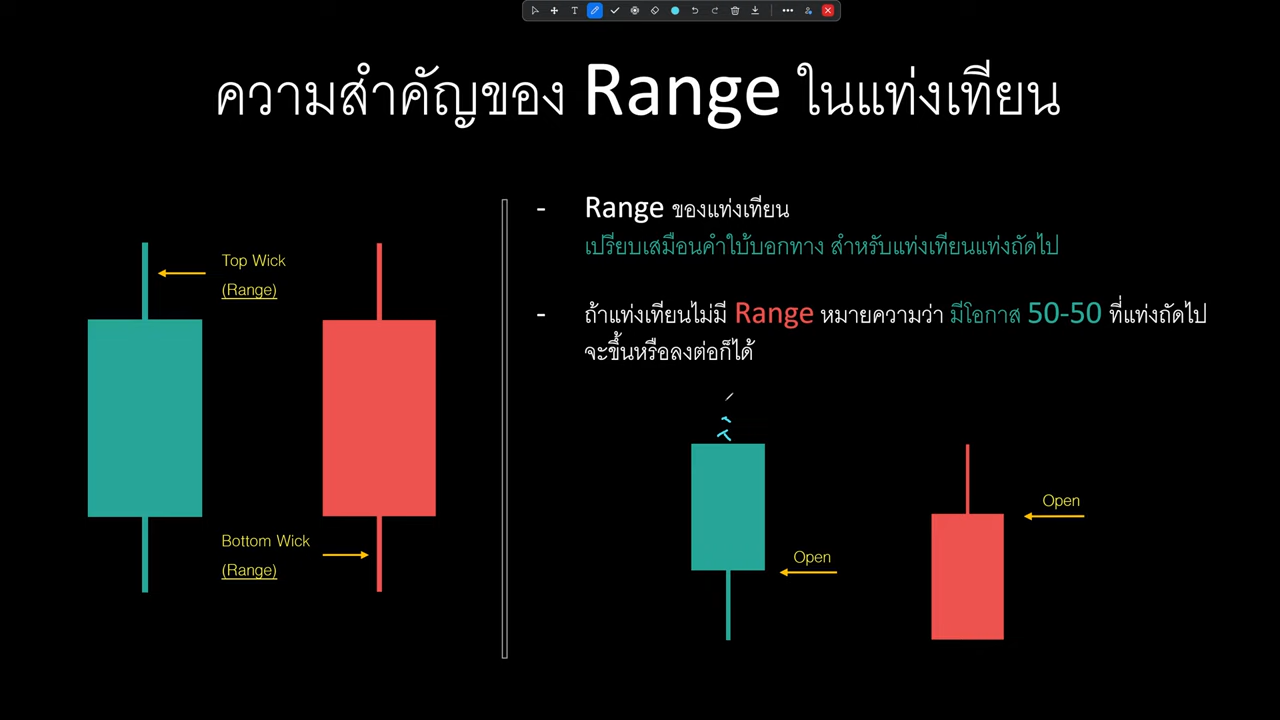 ความสำคัญของ Range ในแท่งเทียน
Top Wick
(Range)
Bottom Wick
(Range)
- Range ของแท่งเทียน
เปรียบเสมือนคำใบ้บอกทาง สำหรับแท่งเทียนแท่งถัดไป
- ถ้าแท่งเทียนไม่มี Range หมายความว่า มีโอกาส 50-50 ที่แท่งถัดไป
จะขึ้นหรือลงต่อก็ได้
Open
Open